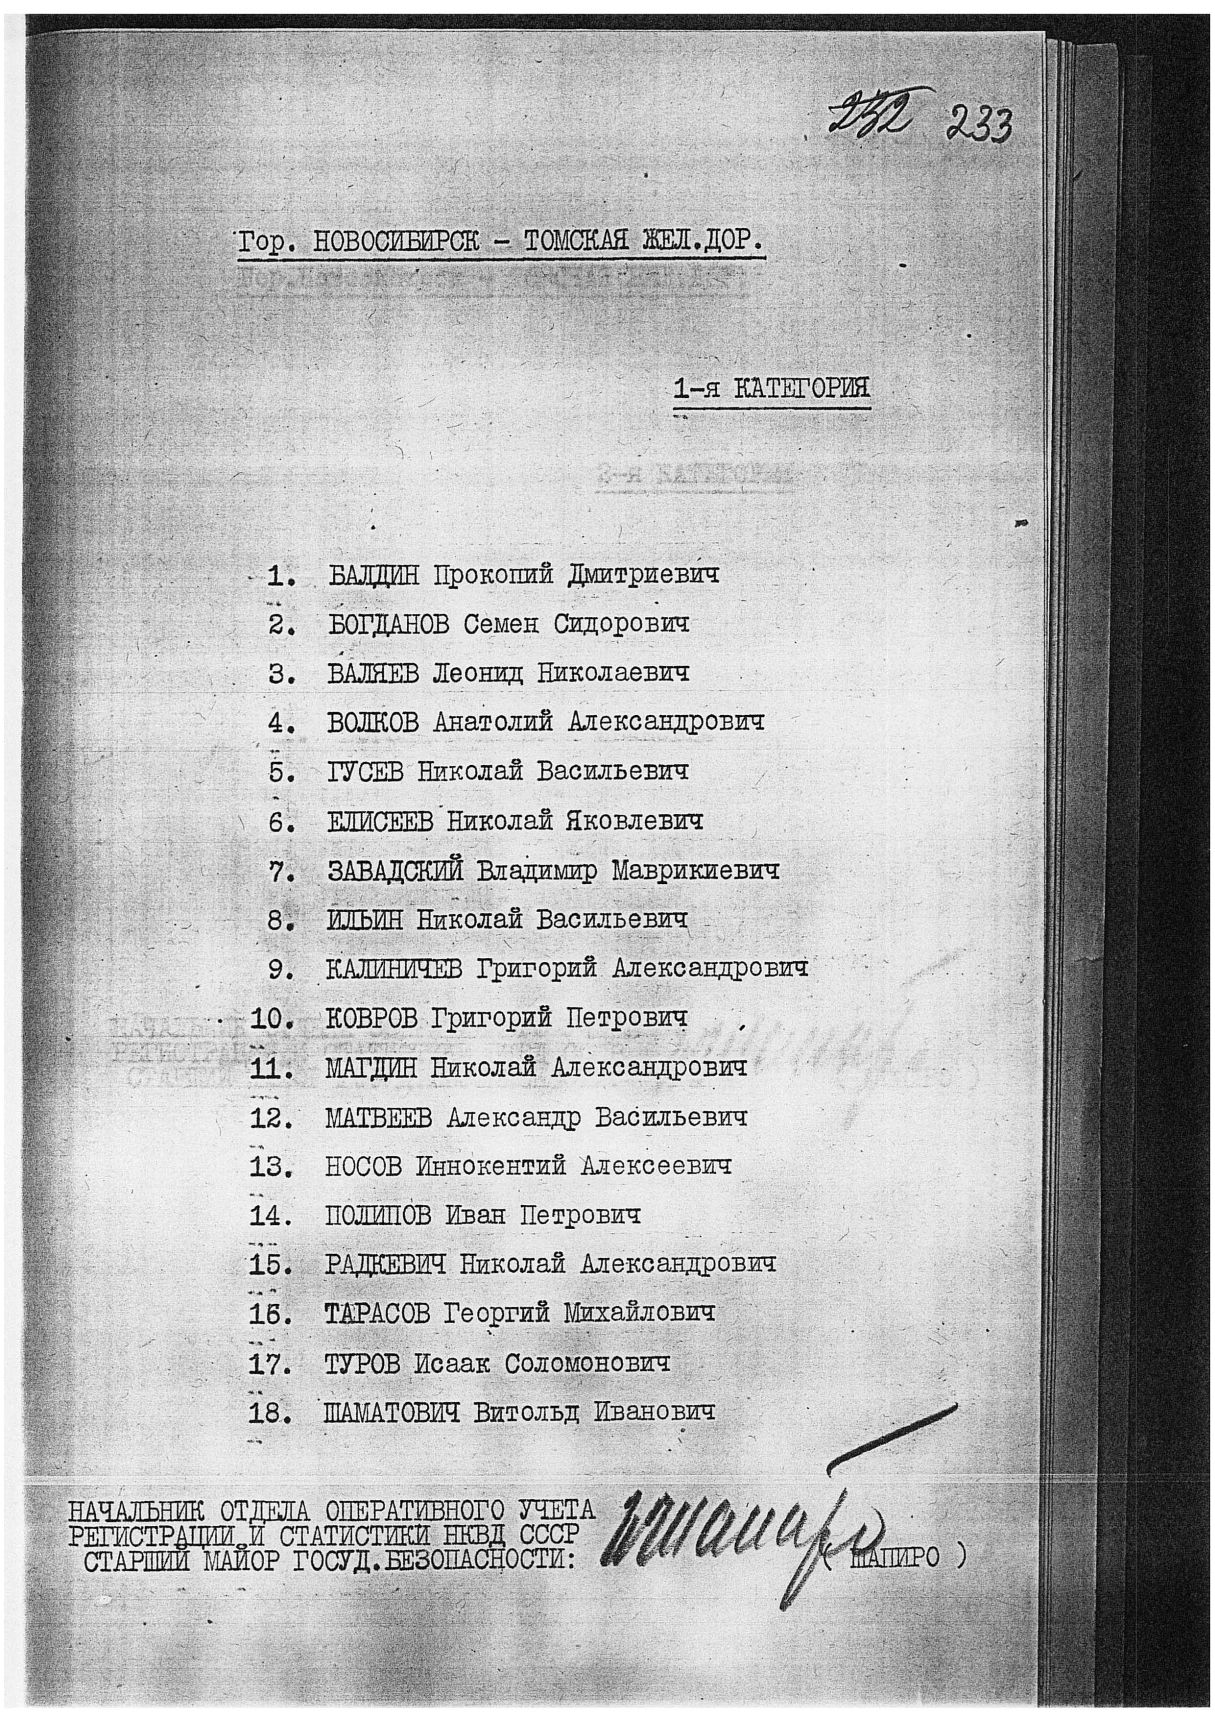 232 233
Гор. НОВОСИБИРСК - ТОМСКАЯ ЖЕЛ.ДОР.
1-я КАТЕГОРИЯ
2-я КАТЕГОРИЯ
1. БАЛДИН Прокопий Дмитриевич
2. БОГДАНОВ Семен Сидорович
3. ВАЛЯЕВ Леонид Николаевич
4. ВОЛКОВ Анатолий Александрович
5. ГУСЕВ Николай Васильевич
6. ЕЛИСЕЕВ Николай Яковлевич
7. ЗАВАДСКИЙ Владимир Маврикиевич
8. ИЛЬИН Николай Васильевич
9. КАЛИНИЧЕВ Григорий Александрович
10. КОВРОВ Григорий Петрович
11. МАГДИН Николай Александрович
12. МАТВЕЕВ Александр Васильевич
13. НОСОВ Иннокентий Алексеевич
14. ПОЛИПОВ Иван Петрович
15. РАДКЕВИЧ Николай Александрович
16. ТАРАСОВ Георгий Михайлович
17. ТУРОВ Исаак Соломонович
18. ШАМАТОВИЧ Витольд Иванович
НАЧАЛЬНИК ОТДЕЛА ОПЕРАТИВНОГО УЧЕТА
РЕГИСТРАЦИИ И СТАТИСТИКИ НКВД СССР
СТАРШИЙ МАЙОР ГОСУД.БЕЗОПАСНОСТИ: ( ШАПИРО )